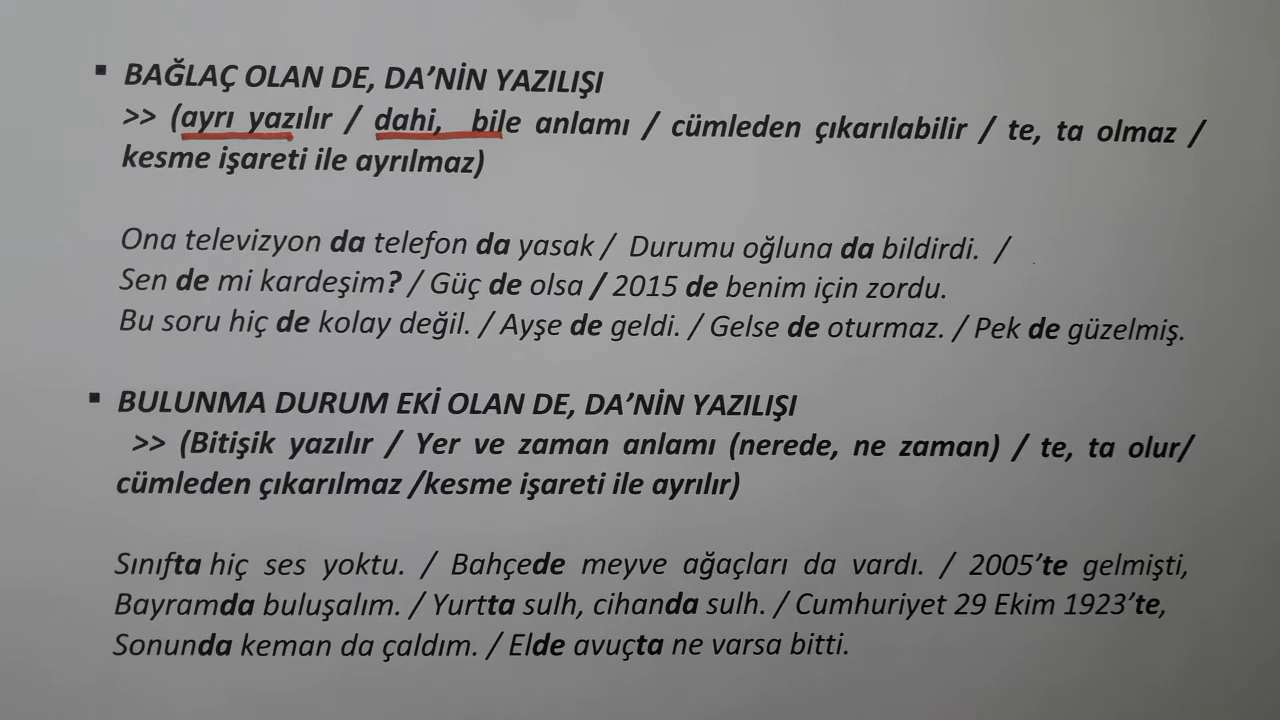 ▪ BAĞLAÇ OLAN DE, DA’NİN YAZILIŞI
>> (ayrı yazılır / dahi, bile anlamı / cümleden çıkarılabilir / te, ta olmaz /
kesme işareti ile ayrılmaz)
Ona televizyon da telefon da yasak / Durumu oğluna da bildirdi. /
Sen de mi kardeşim? / Güç de olsa / 2015 de benim için zordu.
Bu soru hiç de kolay değil. / Ayşe de geldi. / Gelse de oturmaz. / Pek de güzelmiş.
▪ BULUNMA DURUM EKİ OLAN DE, DA’NİN YAZILIŞI
>> (Bitişik yazılır / Yer ve zaman anlamı (nerede, ne zaman) / te, ta olur/
cümleden çıkarılmaz /kesme işareti ile ayrılır)
Sınıfta hiç ses yoktu. / Bahçede meyve ağaçları da vardı. / 2005’te gelmişti,
Bayramda buluşalım. / Yurtta sulh, cihanda sulh. / Cumhuriyet 29 Ekim 1923’te,
Sonunda keman da çaldım. / Elde avuçta ne varsa bitti.